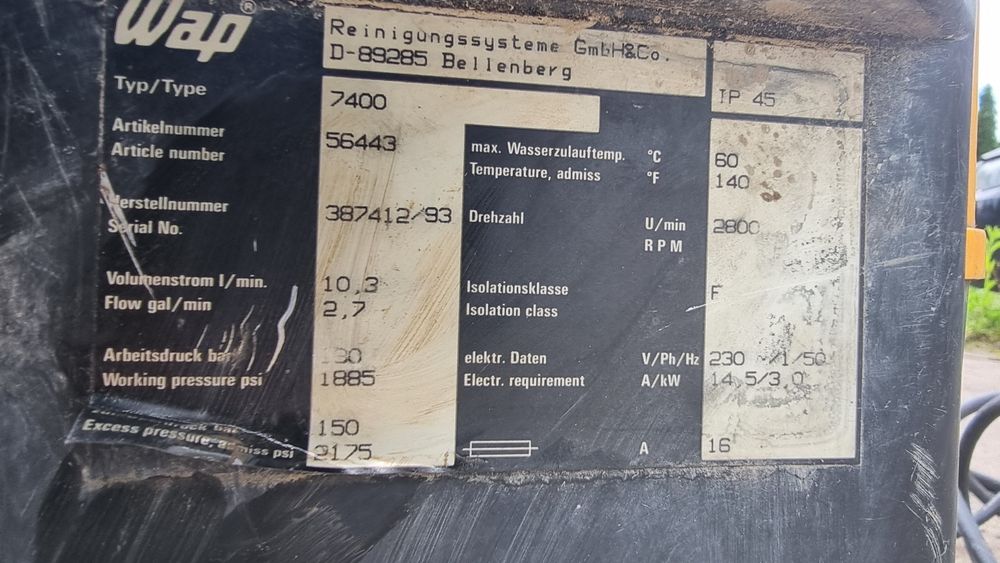 Wap®
Reinigungssysteme GmbH&Co.
D-89285 Bellenberg
IP 45
Typ/Type 7400
Artikelnummer
Article number 56443
Herstellnummer
Serial No. 387412/93
Volumenstrom l/min. 10,3
Flow gal/min 2,7
Arbeitsdruck bar
Working pressure psi 1885
150
Excess pressure, admiss psi 2175
max. Wasserzulauftemp. °C 60
Temperature, admiss °F 140
Drehzahl U/min 2800
RPM
Isolationsklasse F
Isolation class
elektr. Daten V/Ph/Hz 230 /1/50
Electr. requirement A/kW 14,5/3,0
A 16